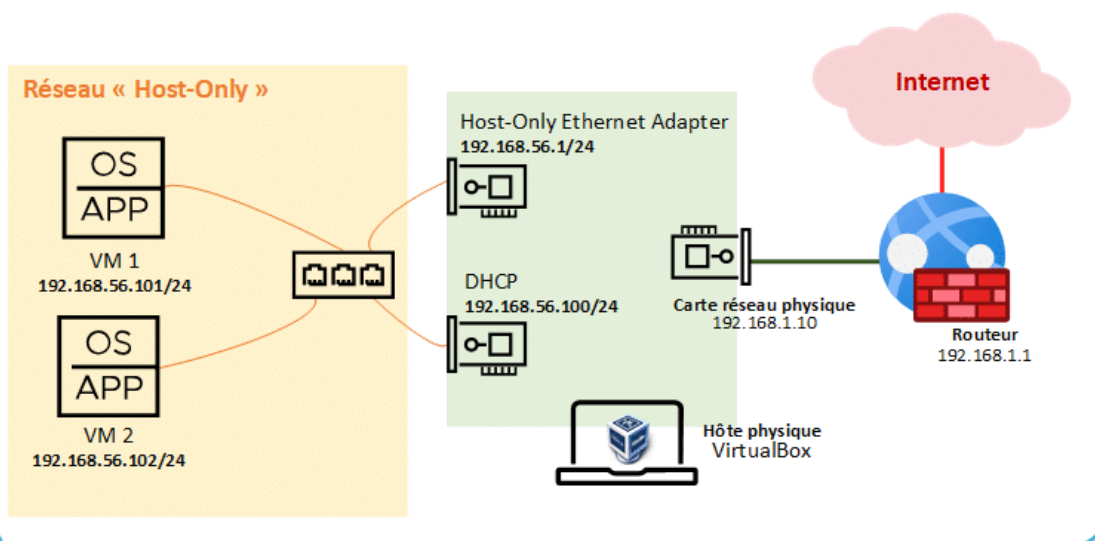 Réseau « Host-Only »
OS
APP
VM 1
192.168.56.101/24
OS
APP
VM 2
192.168.56.102/24
Host-Only Ethernet Adapter
192.168.56.1/24
DHCP
192.168.56.100/24
Carte réseau physique
192.168.1.10
Hôte physique
VirtualBox
Internet
Routeur
192.168.1.1